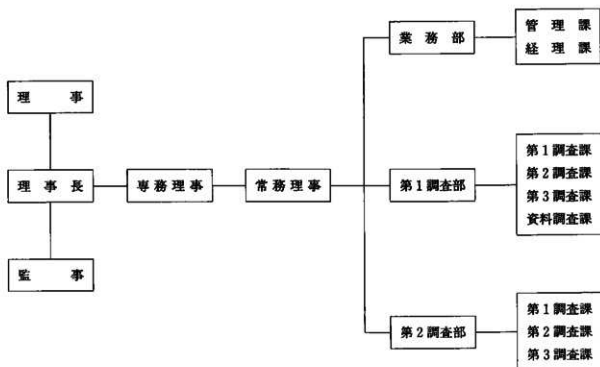 業務部
管理課
経理課
理事
理事長
専務理事
常務理事
監事
第1調査部
第1調査課
第2調査課
第3調査課
資料調査課
第2調査部
第1調査課
第2調査課
第3調査課